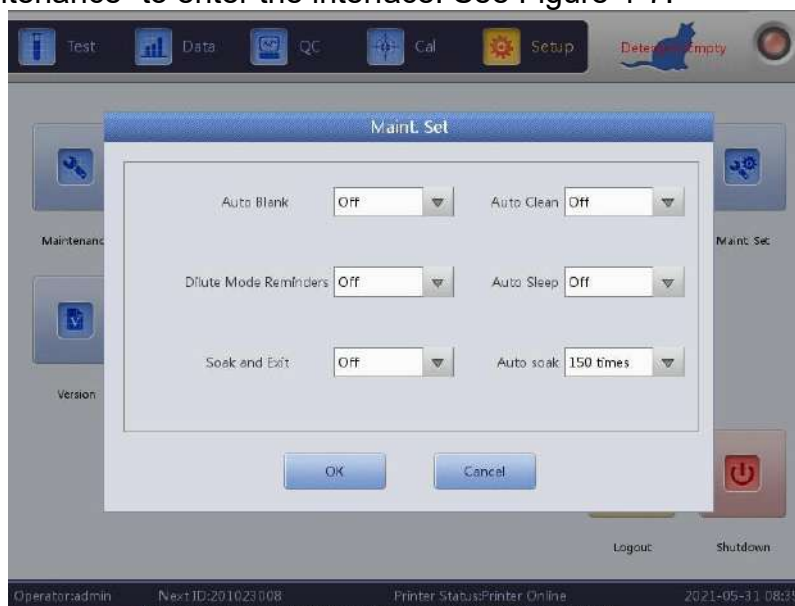 tenance" to enter the interface. See Figure 4-7.
Test Data QC Cal Setup Detergent Empty
Maint. Set
Auto Blank Off Auto Clean Off
Maintenanc Maint. Set
Dilute Mode Reminders Off Auto Sleep Off
Soak and Exit Off Auto soak 150 times
Version
OK Cancel
Logout Shutdown
Operator:admin Next ID:201023008 Printer Status:Printer Online 2021-05-31 08:35